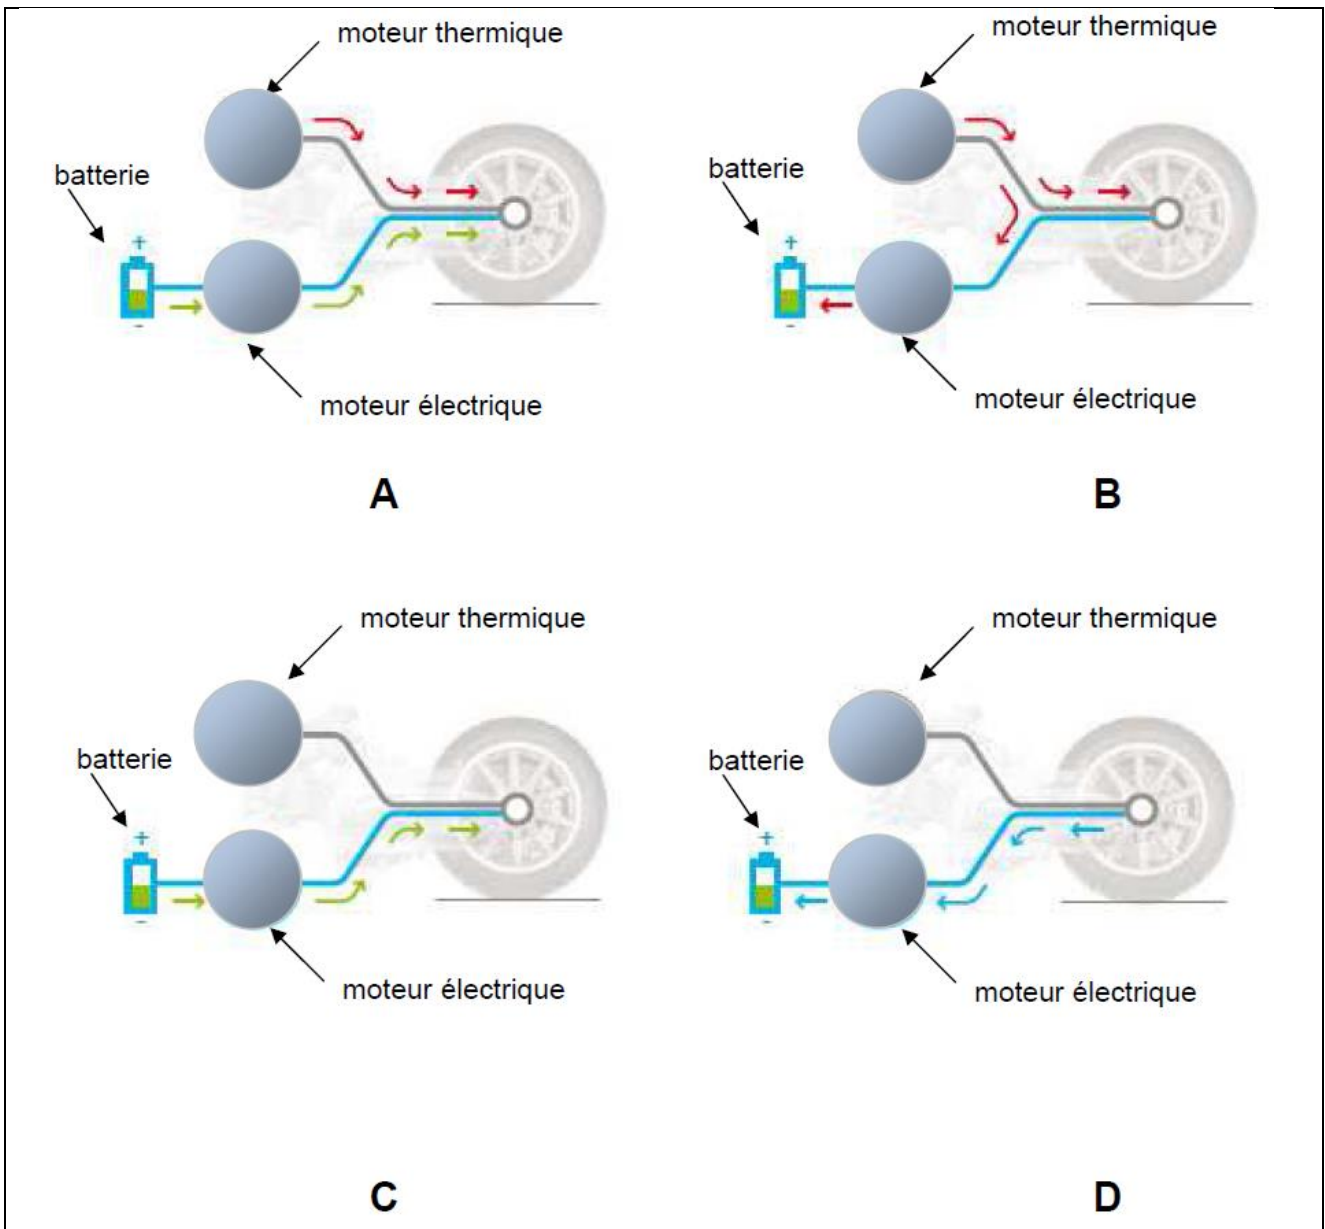 moteur thermique
batterie
+
-
moteur électrique
A
moteur thermique
batterie
+
-
moteur électrique
B
moteur thermique
batterie
+
-
moteur électrique
C
moteur thermique
batterie
+
-
moteur électrique
D